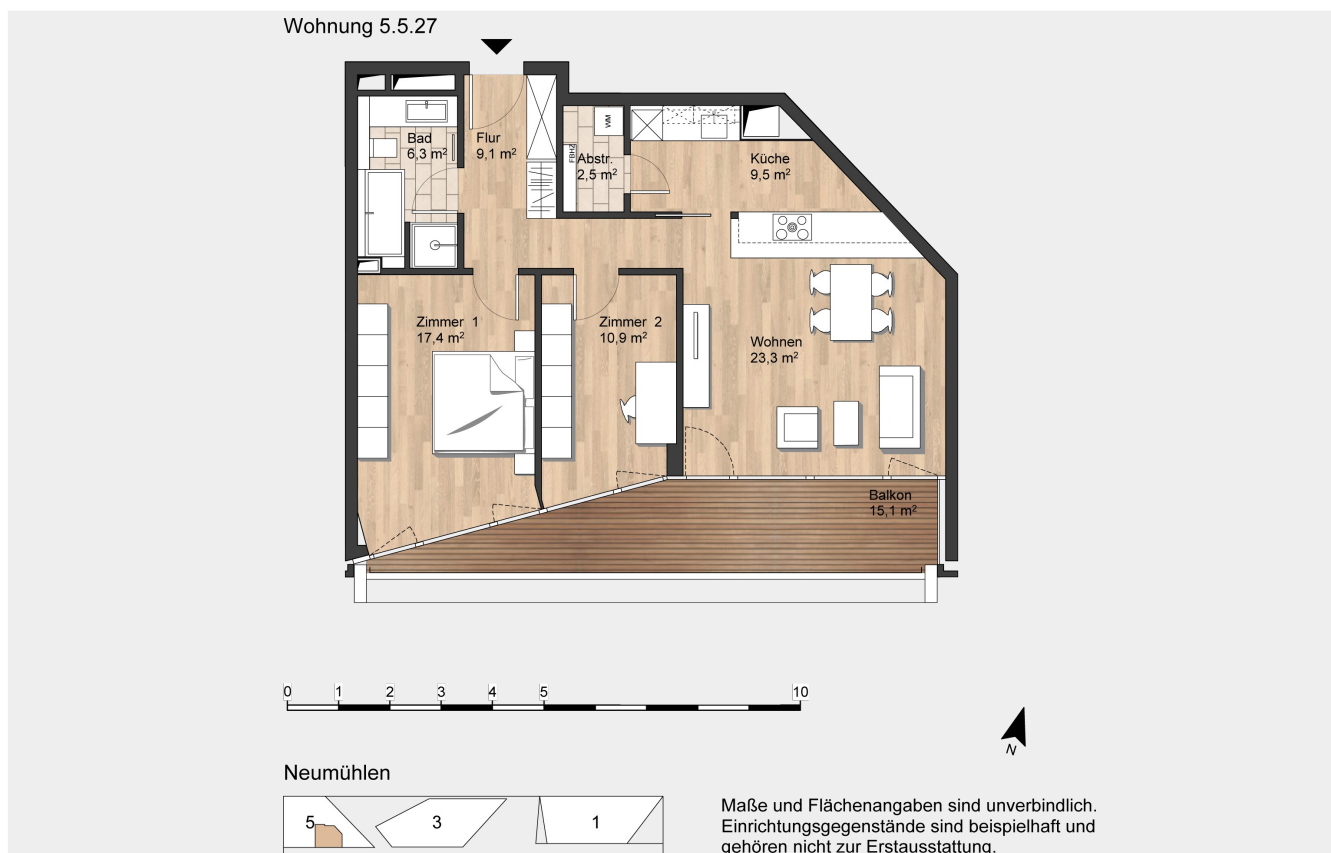 Wohnung 5.5.27
Bad
6,3 m²
Flur
9,1 m²
WM
FBHZ
Abstr.
2,5 m²
Küche
9,5 m²
Zimmer 1
17,4 m²
Zimmer 2
10,9 m²
Wohnen
23,3 m²
Balkon
15,1 m²
0 1 2 3 4 5 10
N
Neumühlen
5 3 1
Maße und Flächenangaben sind unverbindlich.
Einrichtungsgegenstände sind beispielhaft und
gehören nicht zur Erstausstattung.